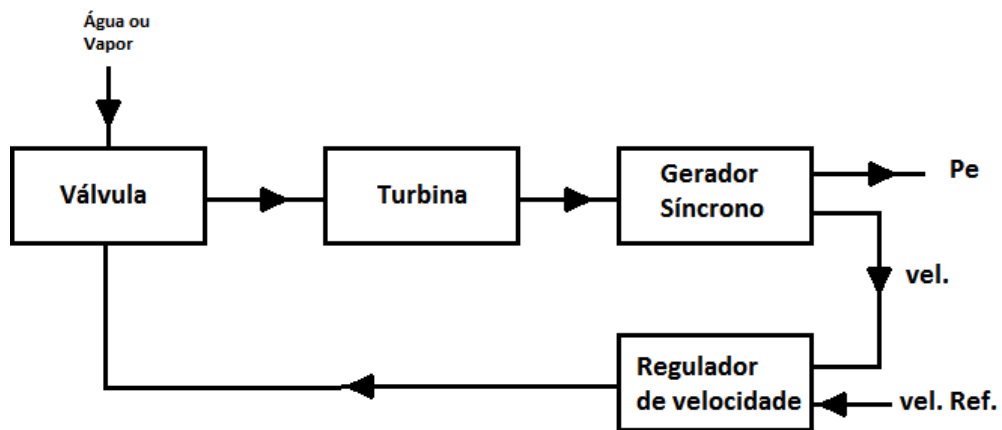 Água ou
Vapor
Válvula
Turbina
Gerador
Síncrono
Pe
vel.
Regulador
de velocidade
vel. Ref.